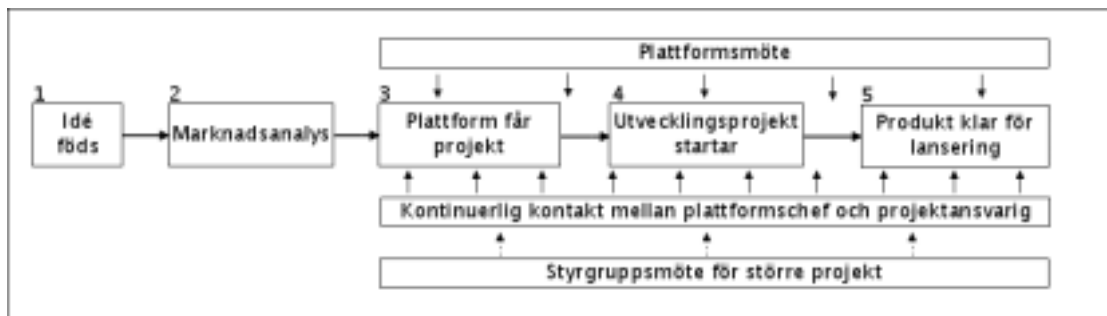 Plattformsmöte
1
Idé
föds
2
Marknadsanalys
3
Plattform får
projekt
4
Utvecklingsprojekt
startar
5
Produkt klar för
lansering
Kontinuerlig kontakt mellan plattformschef och projektansvarig
Styrgruppsmöte för större projekt